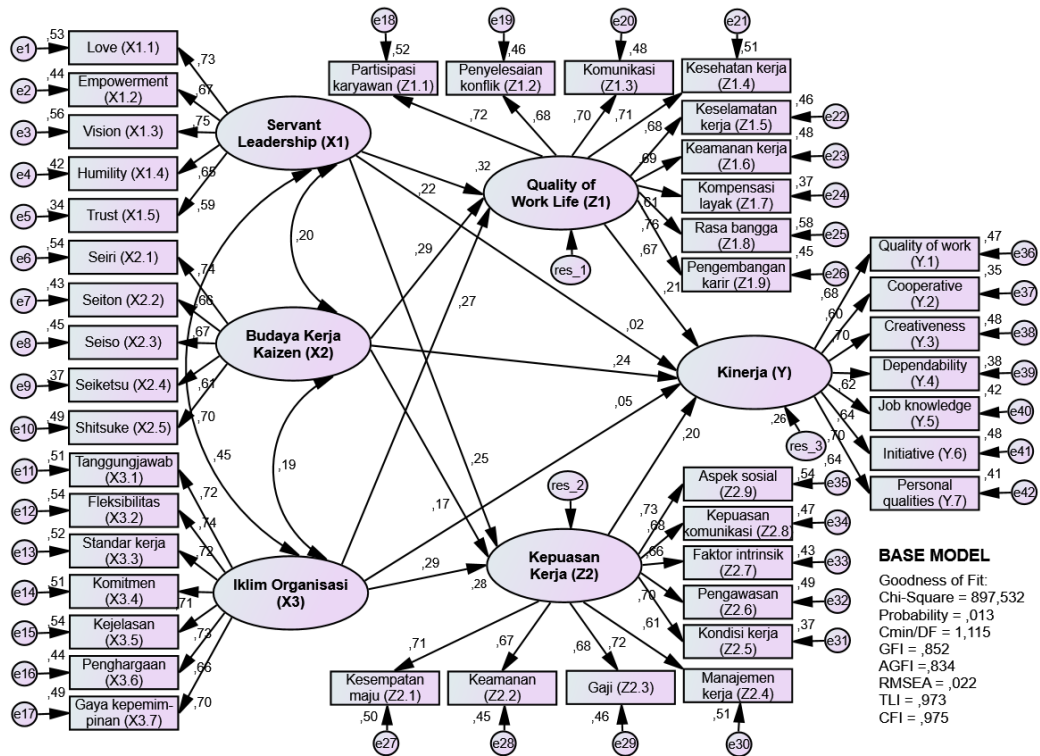 e1
,53
Love (X1.1)
e2
,44
Empowerment
(X1.2)
e3
,56
Vision (X1.3)
e4
,42
Humility (X1.4)
e5
,34
Trust (X1.5)
e6
,54
Seiri (X2.1)
e7
,43
Seiton (X2.2)
e8
,45
Seiso (X2.3)
e9
,37
Seiketsu (X2.4)
e10
,49
Shitsuke (X2.5)
e11
,51
Tanggungjawab
(X3.1)
e12
,54
Fleksibilitas
(X3.2)
e13
,52
Standar kerja
(X3.3)
e14
,51
Komitmen
(X3.4)
e15
,54
Kejelasan
(X3.5)
e16
,44
Penghargaan
(X3.6)
e17
,49
Gaya kepemim-
pinan (X3.7)
,73
,67
,75
,65
,59
Servant
Leadership (X1)
,74
,66
,67
,61
,70
Budaya Kerja
Kaizen (X2)
,72
,74
,72
,71
,73
,66
,70
Iklim Organisasi
(X3)
,20
,45
,19
,32
,22
,29
,27
,02
,24
,05
,25
,17
,29
,28
,21
,20
e18
,52
Partisipasi
karyawan (Z1.1)
e19
,46
Penyelesaian
konflik (Z1.2)
e20
,48
Komunikasi
(Z1.3)
e21
,51
Kesehatan kerja
(Z1.4)
,46
Keselamatan
kerja (Z1.5)
e22
,48
Keamanan kerja
(Z1.6)
e23
,37
Kompensasi
layak (Z1.7)
e24
,58
Rasa bangga
(Z1.8)
e25
,45
Pengembangan
karir (Z1.9)
e26
,72
,68
,70
,71
,68
,69
,61
,76
,67
Quality of
Work Life (Z1)
res_1
Kinerja (Y)
,26
res_3
,68
,60
,70
,62
,64
,70
,64
Quality of work
(Y.1)
,47
e36
Cooperative
(Y.2)
,35
e37
Creativeness
(Y.3)
,48
e38
Dependability
(Y.4)
,38
e39
Job knowledge
(Y.5)
,42
e40
Initiative (Y.6)
,48
e41
Personal
qualities (Y.7)
,41
e42
res_2
Kepuasan
Kerja (Z2)
,73
,68
,66
,70
,61
Aspek sosial
(Z2.9)
,54
e35
Kepuasan
komunikasi (Z2.8)
,47
e34
Faktor intrinsik
(Z2.7)
,43
e33
Pengawasan
(Z2.6)
,49
e32
Kondisi kerja
(Z2.5)
,37
e31
,71
,67
,68
,72
Kesempatan
maju (Z2.1)
Keamanan
(Z2.2)
Gaji (Z2.3)
Manajemen
kerja (Z2.4)
,50
,45
,46
,51
e27
e28
e29
e30
BASE MODEL
Goodness of Fit:
Chi-Square = 897,532
Probability = ,013
Cmin/DF = 1,115
GFI = ,852
AGFI =,834
RMSEA = ,022
TLI = ,973
CFI = ,975